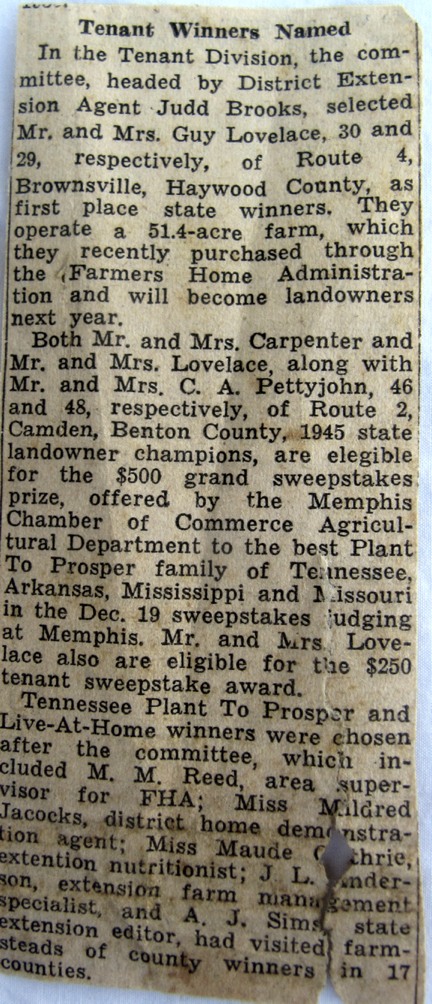 Tenant Winners Named
In the Tenant Division, the com-
mittee, headed by District Exten-
sion Agent Judd Brooks, selected
Mr. and Mrs. Guy Lovelace, 30 and
29, respectively, of Route 4,
Brownsville, Haywood County, as
first place state winners. They
operate a 51.4-acre farm, which
they recently purchased through
the Farmers Home Administra-
tion and will become landowners
next year.
Both Mr. and Mrs. Carpenter and
Mr. and Mrs. Lovelace, along with
Mr. and Mrs. C. A. Pettyjohn, 46
and 48, respectively, of Route 2,
Camden, Benton County, 1945 state
landowner champions, are elegible
for the $500 grand sweepstakes
prize, offered by the Memphis
Chamber of Commerce Agricul-
tural Department to the best Plant
To Prosper family of Tennessee,
Arkansas, Mississippi and Missouri
in the Dec. 19 sweepstakes judging
at Memphis. Mr. and Mrs. Love-
lace also are eligible for the $250
tenant sweepstake award.
Tennessee Plant To Prosper and
Live-At-Home winners were chosen
after the committee, which in-
cluded M. M. Reed, area super-
visor for FHA; Miss Mildred
Jacocks, district home demonstra-
tion agent; Miss Maude Guthrie,
extention nutritionist; J. L. Ander-
son, extension farm management
specialist, and A. J. Sims, state
extension editor, had visited farm-
steads of county winners in 17
counties.